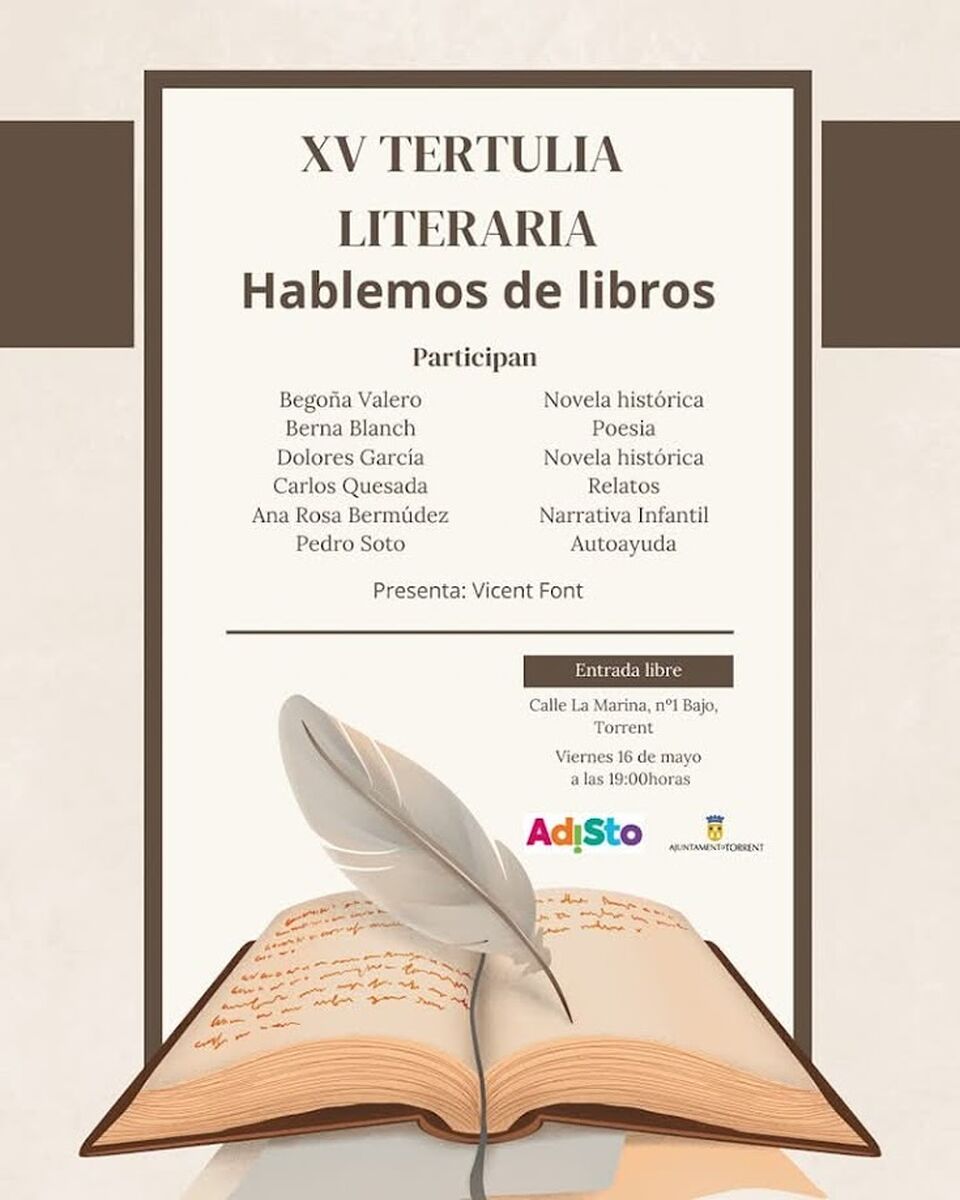 XV TERTULIA
LITERARIA
Hablemos de libros
Participan
Begoña Valero Novela histórica
Berna Blanch Poesia
Dolores García Novela histórica
Carlos Quesada Relatos
Ana Rosa Bermúdez Narrativa Infantil
Pedro Soto Autoayuda
Presenta: Vicent Font
Entrada libre
Calle La Marina, nº1 Bajo,
Torrent
Viernes 16 de mayo
a las 19:00horas
Ad!Sto
AJUNTAMENT D TORRENT